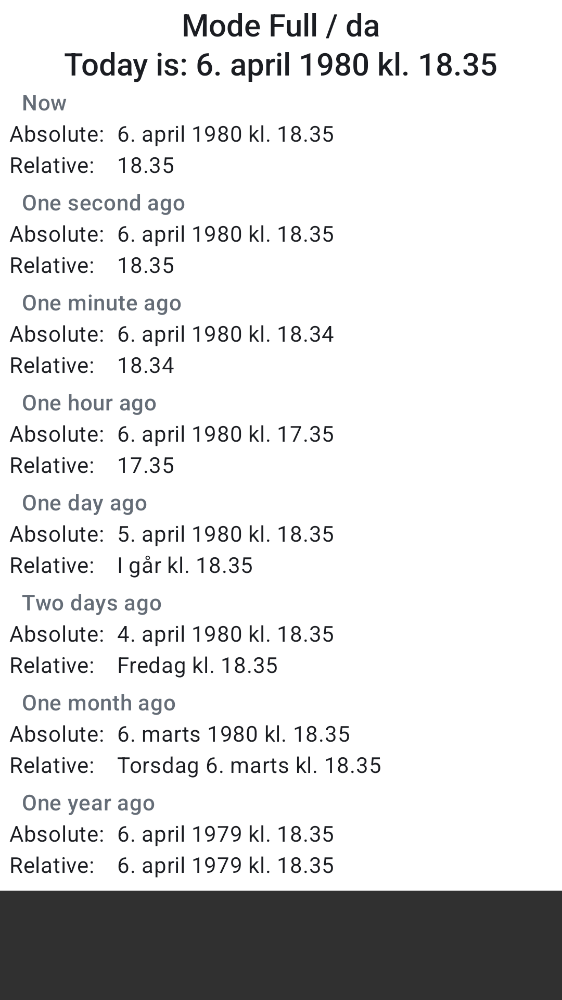 Mode Full / da
Today is: 6. april 1980 kl. 18.35
Now
Absolute: 6. april 1980 kl. 18.35
Relative: 18.35
One second ago
Absolute: 6. april 1980 kl. 18.35
Relative: 18.35
One minute ago
Absolute: 6. april 1980 kl. 18.34
Relative: 18.34
One hour ago
Absolute: 6. april 1980 kl. 17.35
Relative: 17.35
One day ago
Absolute: 5. april 1980 kl. 18.35
Relative: I går kl. 18.35
Two days ago
Absolute: 4. april 1980 kl. 18.35
Relative: Fredag kl. 18.35
One month ago
Absolute: 6. marts 1980 kl. 18.35
Relative: Torsdag 6. marts kl. 18.35
One year ago
Absolute: 6. april 1979 kl. 18.35
Relative: 6. april 1979 kl. 18.35